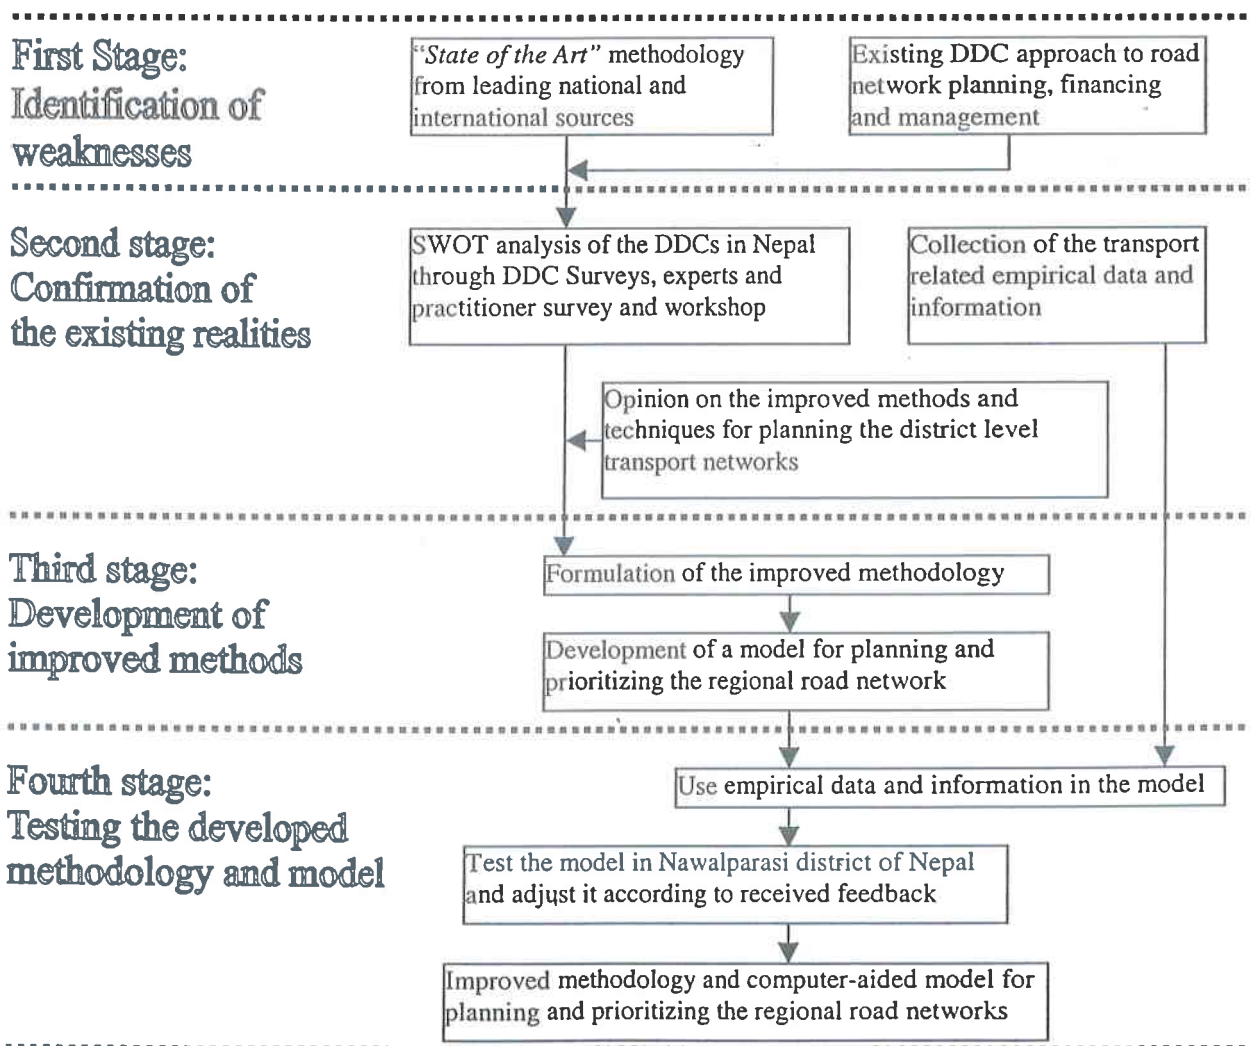 First Stage:
Identification of
weaknesses
“State of the Art” methodology
from leading national and
international sources
Existing DDC approach to road
network planning, financing
and management
Second stage:
Confirmation of
the existing realities
SWOT analysis of the DDCs in Nepal
through DDC Surveys, experts and
practitioner survey and workshop
Collection of the transport
related empirical data and
information
Opinion on the improved methods and
techniques for planning the district level
transport networks
Third stage:
Development of
improved methods
Formulation of the improved methodology
Development of a model for planning and
prioritizing the regional road network
Fourth stage:
Testing the developed
methodology and model
Use empirical data and information in the model
Test the model in Nawalparasi district of Nepal
and adjust it according to received feedback
Improved methodology and computer-aided model for
planning and prioritizing the regional road networks